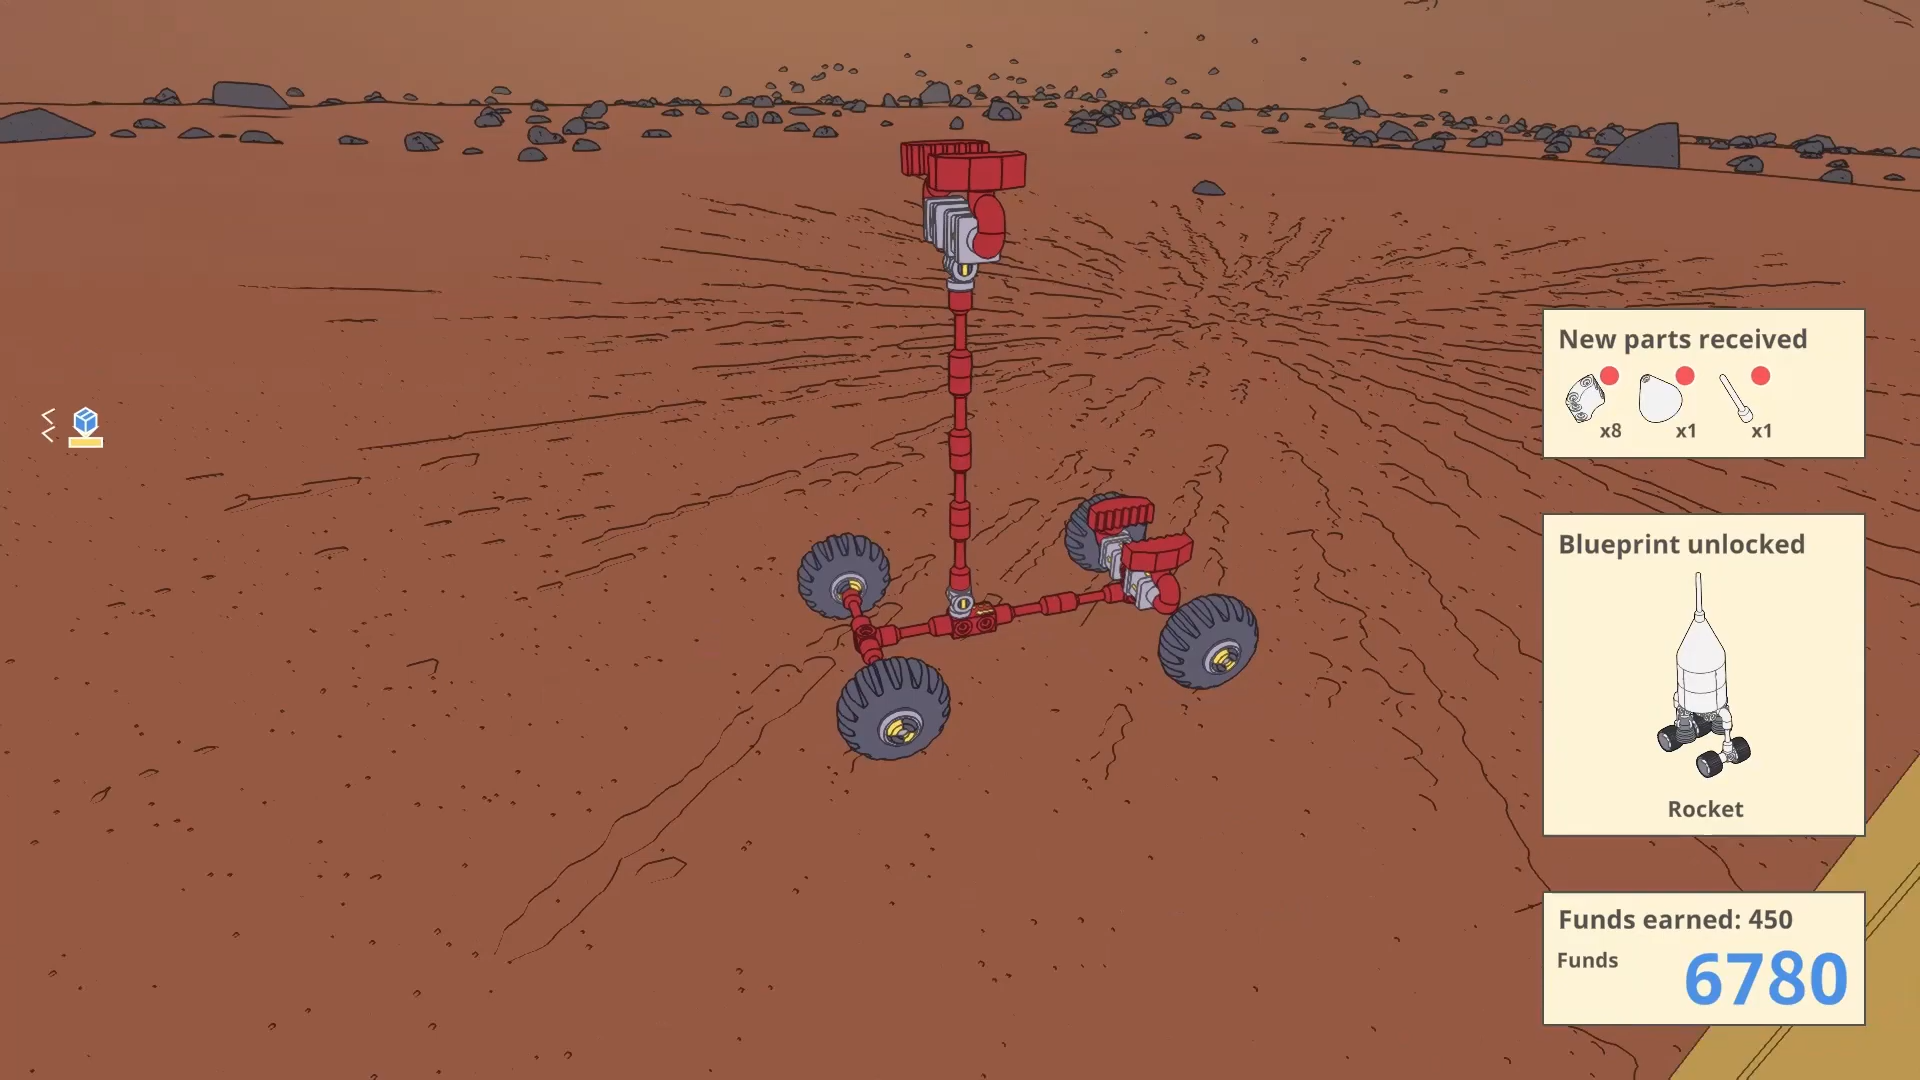 New parts received
x8 x1 x1
Blueprint unlocked
Rocket
Funds earned: 450
Funds
6780